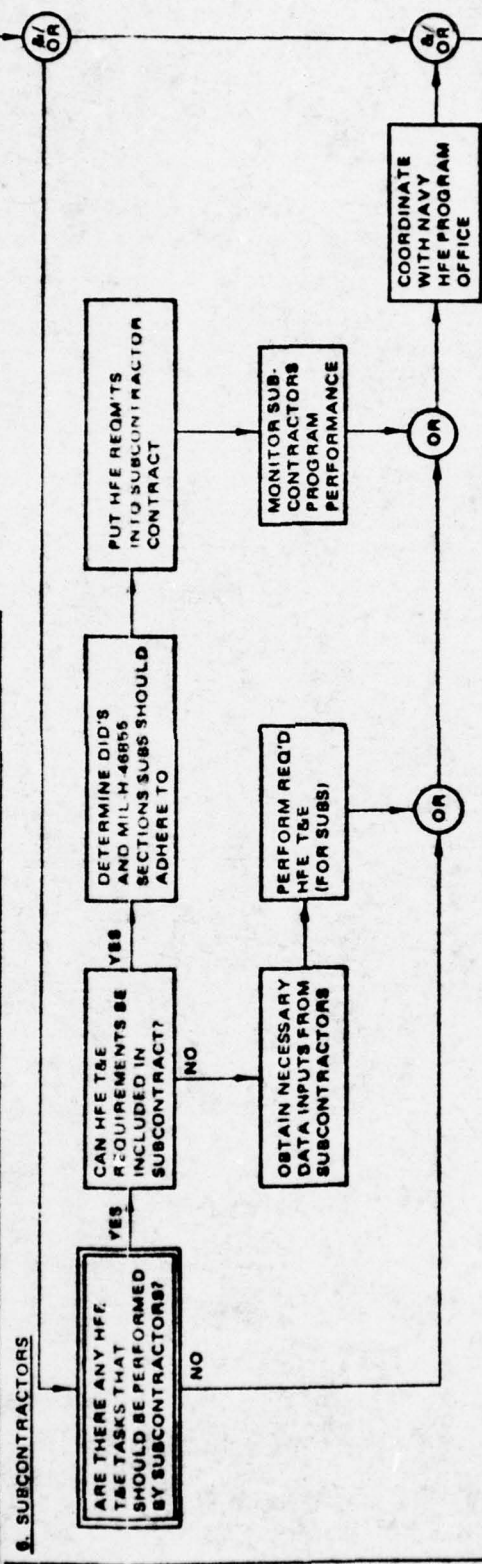 6. SUBCONTRACTORS
&/
OR
ARE THERE ANY HFE
T&E TASKS THAT
SHOULD BE PERFORMED
BY SUBCONTRACTORS?
YES
NO
CAN HFE T&E
REQUIREMENTS BE
INCLUDED IN
SUBCONTRACT?
YES
NO
DETERMINE DID'S
AND MIL-H-46855
SECTIONS SUBS SHOULD
ADHERE TO
PUT HFE REQM'TS
INTO SUBCONTRACTOR
CONTRACT
OBTAIN NECESSARY
DATA INPUTS FROM
SUBCONTRACTORS
PERFORM REQ'D
HFE T&E
(FOR SUBS)
MONITOR SUB-
CONTRACTORS
PROGRAM
PERFORMANCE
OR
OR
COORDINATE
WITH NAVY
HFE PROGRAM
OFFICE
&/
OR